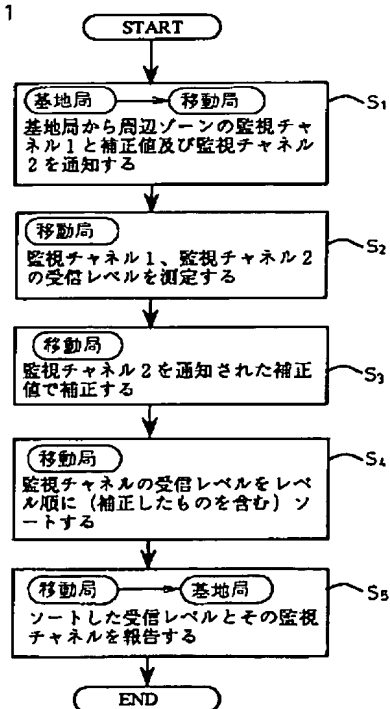 1
START
基地局 移動局
基地局から周辺ゾーンの監視チャ
ネル1と補正値及び監視チャネル
2を通知する
S1
移動局
監視チャネル1、監視チャネル2
の受信レベルを測定する
S2
移動局
監視チャネル2を通知された補正
値で補正する
S3
移動局
監視チャネルの受信レベルをレベ
ル順に(補正したものを含む)ソ
ートする
S4
移動局 基地局
ソートした受信レベルとその監視
チャネルを報告する
S5
END